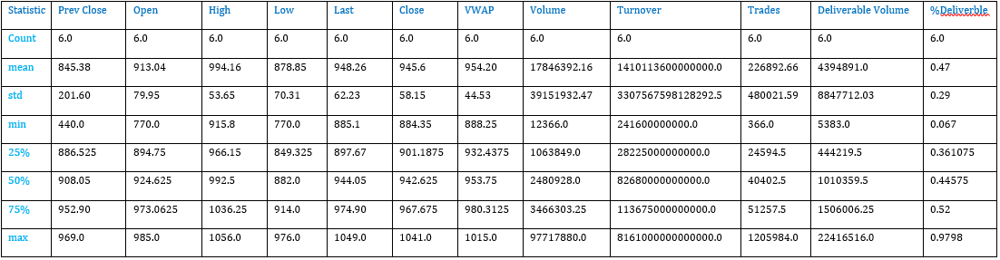 Statistic Prev Close Open High Low Last Close VWAP Volume Turnover Trades Deliverable Volume %Deliverble
Count 6.0 6.0 6.0 6.0 6.0 6.0 6.0 6.0 6.0 6.0 6.0 6.0
mean 845.38 913.04 994.16 878.85 948.26 945.6 954.20 17846392.16 1410113600000000.0 226892.66 4394891.0 0.47
std 201.60 79.95 53.65 70.31 62.23 58.15 44.53 39151932.47 3307567598128292.5 480021.59 8847712.03 0.29
min 440.0 770.0 915.8 770.0 885.1 884.35 888.25 12366.0 241600000000.0 366.0 5383.0 0.067
25% 886.525 894.75 966.15 849.325 897.67 901.1875 932.4375 1063849.0 28225000000000.0 24594.5 444219.5 0.361075
50% 908.05 924.625 992.5 882.0 944.05 942.625 953.75 2480928.0 82680000000000.0 40402.5 1010359.5 0.44575
75% 952.90 973.0625 1036.25 914.0 974.90 967.675 980.3125 3466303.25 113675000000000.0 51257.5 1506006.25 0.52
max 969.0 985.0 1056.0 976.0 1049.0 1041.0 1015.0 97717880.0 8161000000000000.0 1205984.0 22416516.0 0.9798